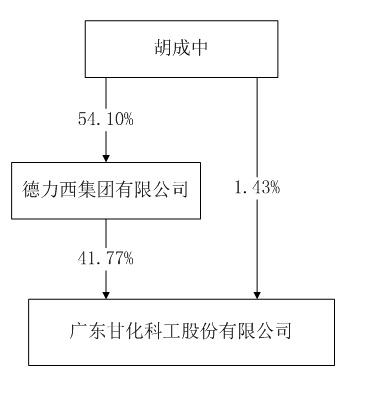 胡成中
54.10%
德力西集团有限公司
1.43%
41.77%
广东甘化科工股份有限公司